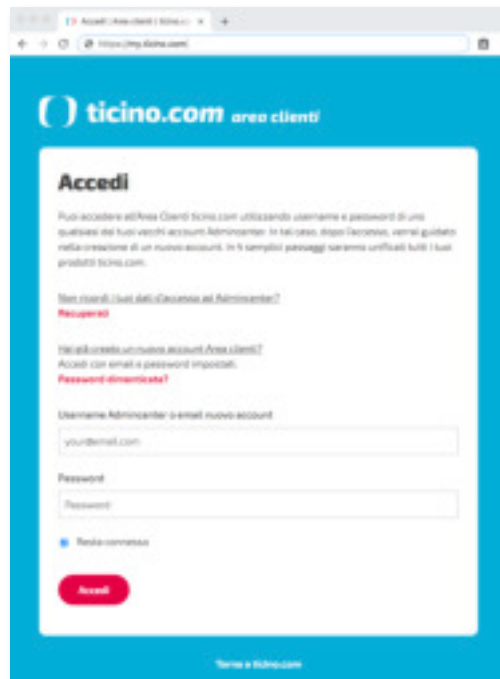 Accedi | Area clienti | ticino.c
https://my.ticino.com/
ticino.com area clienti
Accedi
Puoi accedere all'Area Clienti ticino.com utilizzando username e password di uno
qualsiasi dei tuoi vecchi account Admincenter. In tal caso, dopo l'accesso, verrai guidato
nella creazione di un nuovo account. In 4 semplici passaggi saranno unificati tutti i tuoi
prodotti ticino.com.
Non ricordi i tuoi dati d'accesso ad Admincenter?
Recuperali
Hai già creato un nuovo account Area clienti?
Accedi con email e password impostati.
Password dimenticata?
Username Admincenter o email nuovo account
your@email.com
Password
Password
Resta connesso
Accedi
Torna a ticino.com